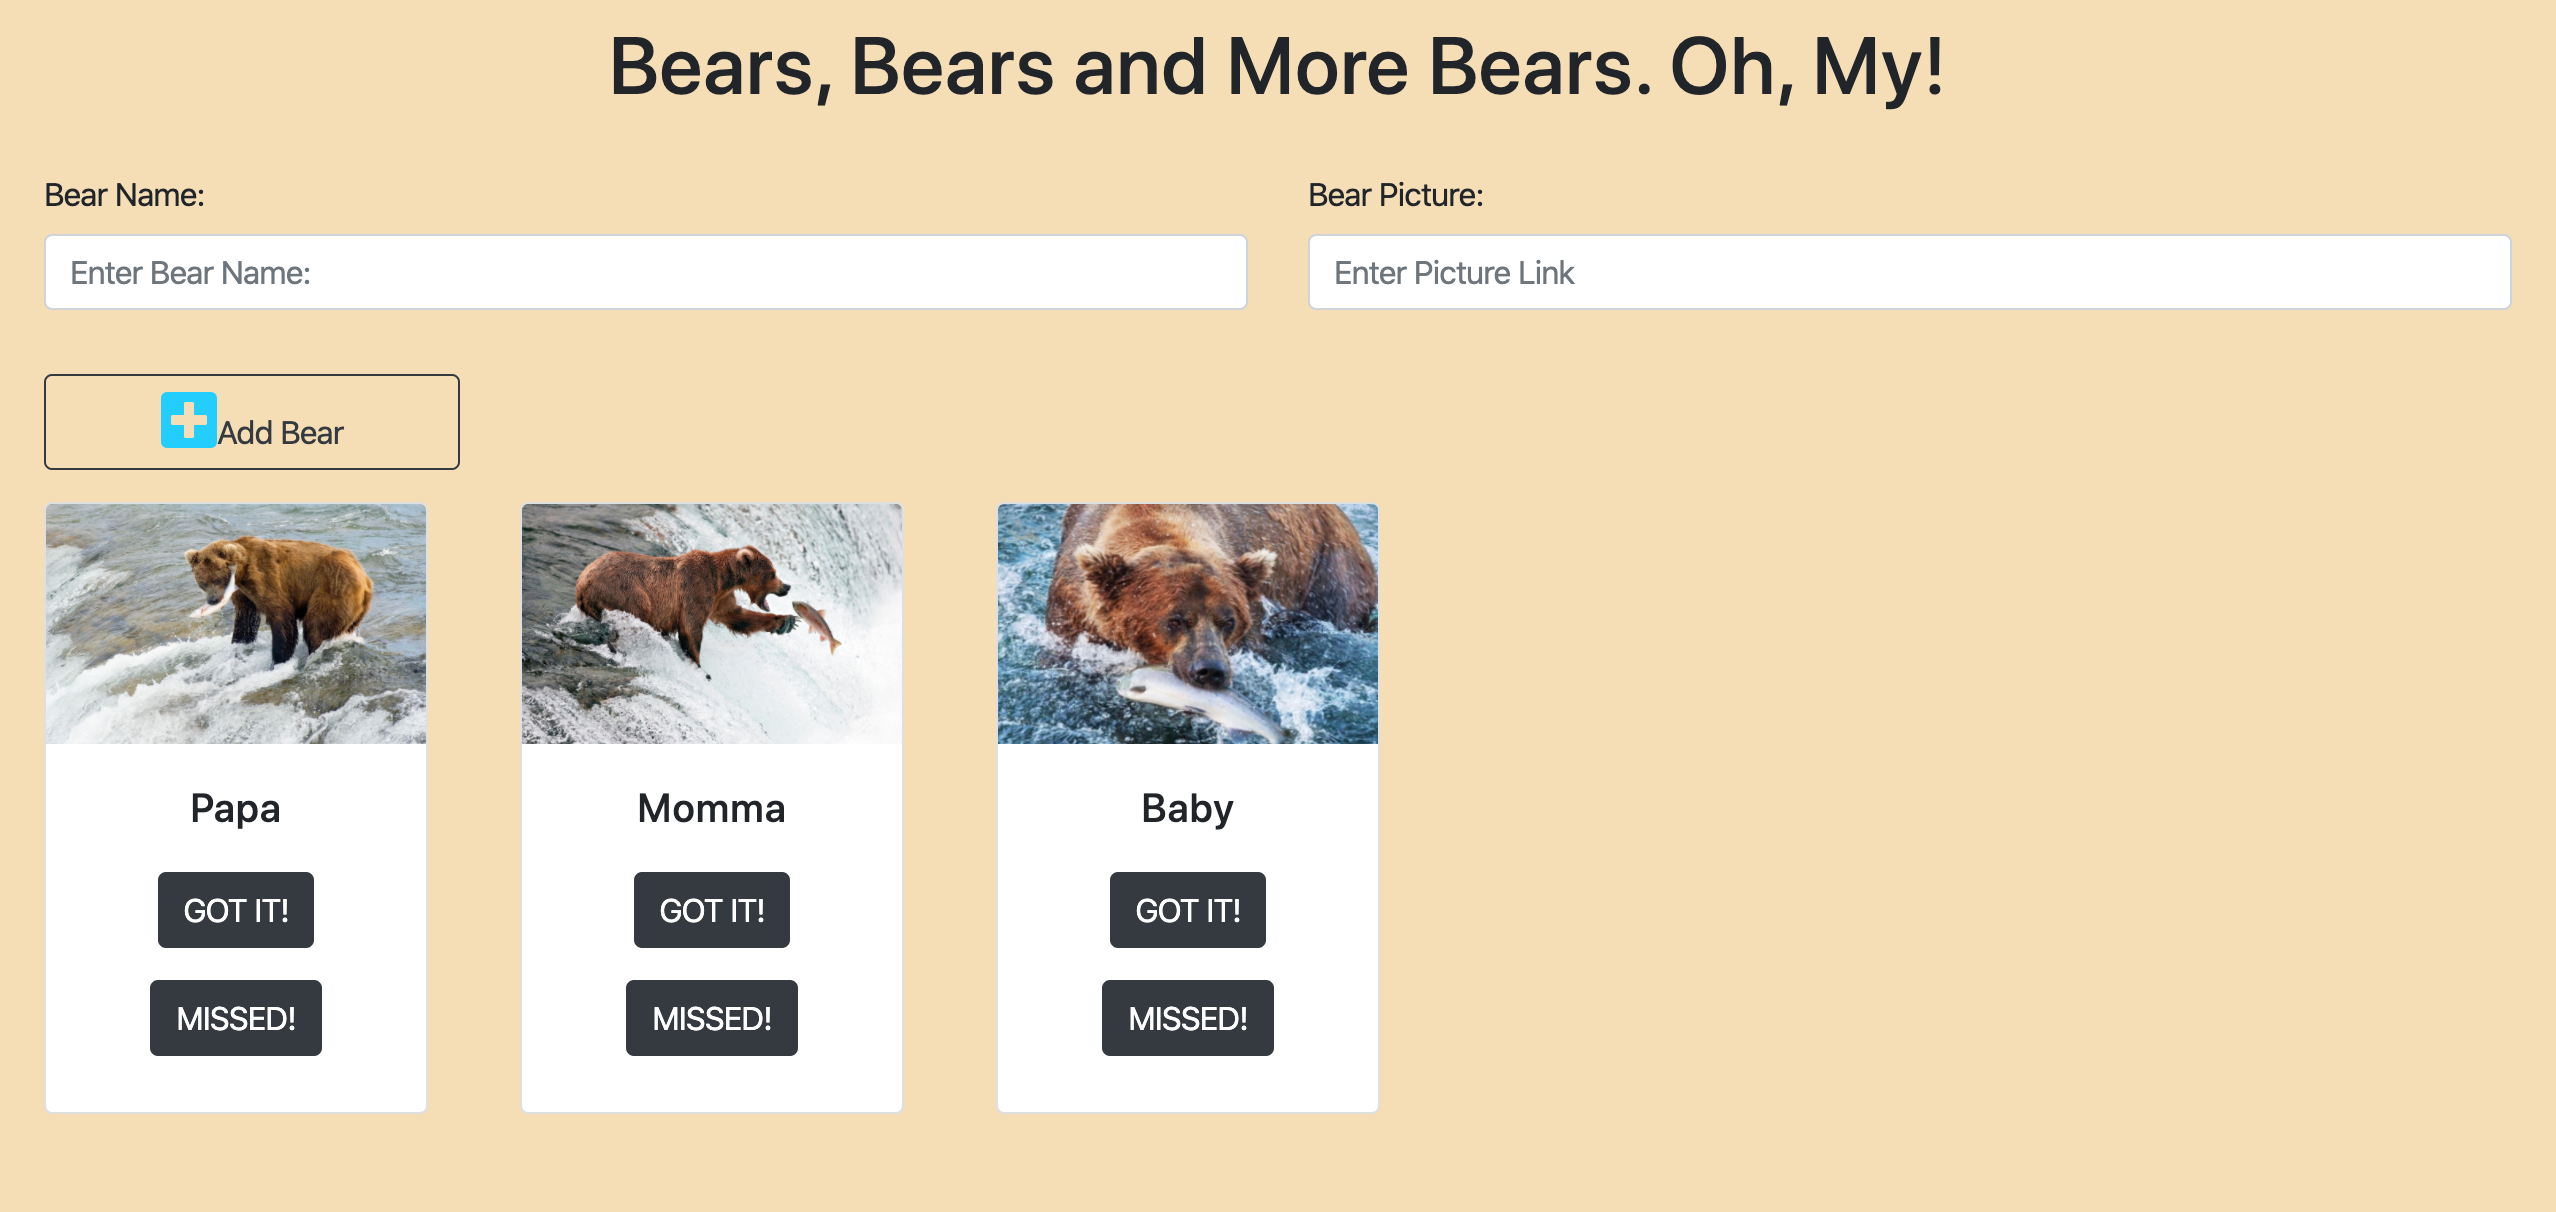 Bears, Bears and More Bears. Oh, My!
Bear Name:
Bear Picture:
Enter Bear Name:
Enter Picture Link
Add Bear
Papa
Momma
Baby
GOT IT!
GOT IT!
GOT IT!
MISSED!
MISSED!
MISSED!